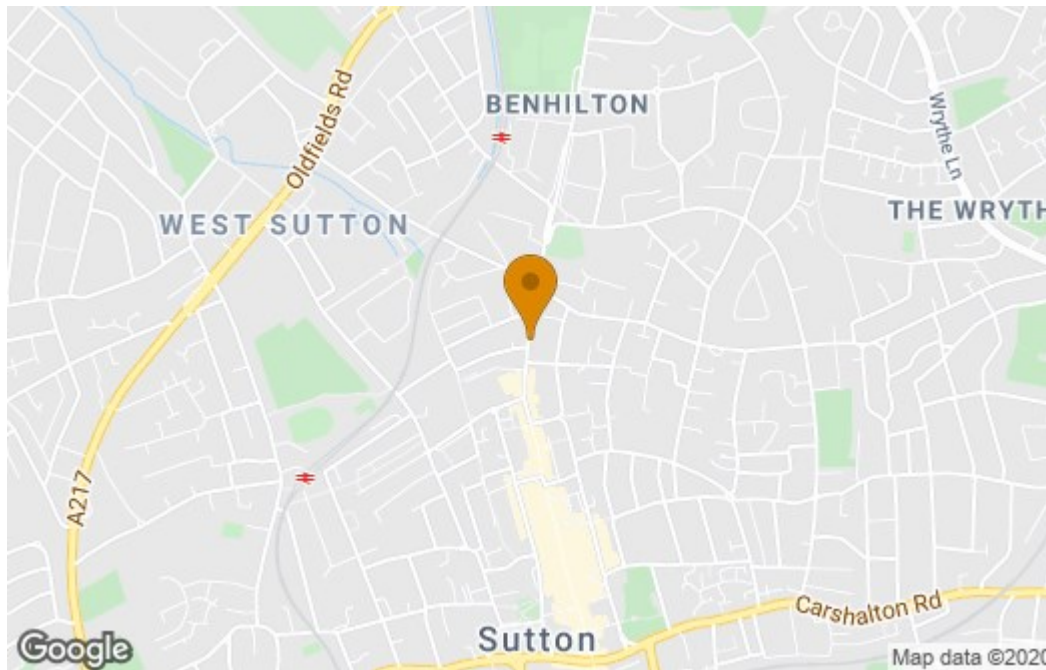 BENHILTON
Oldfields Rd
Wrythe Ln
WEST SUTTON
THE WRYTH
A217
Carshalton Rd
Sutton
Google
Map data ©2020